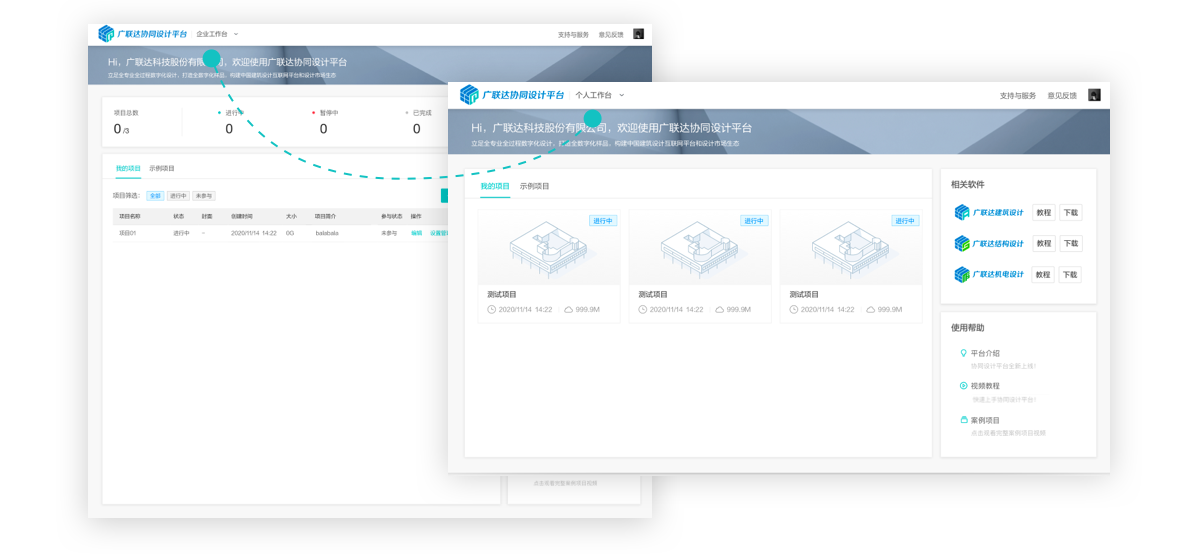 广联达协同设计平台 企业工作台
支持与服务 意见反馈
Hi，广联达科技股份有限公司，欢迎使用广联达协同设计平台
立足全专业全过程数字化设计，打造全数字化样品，构建中国建筑设计互联网平台和设计市场生态
项目总数 进行中 暂停中 已完成
0/3 0 0 0
我的项目 示例项目
项目筛选： 全部 进行中 未参与
项目名称 状态 封面 创建时间 大小 项目简介 参与状态 操作
项目01 进行中 - 2020/11/14 14:22 0G balabala 未参与 编辑 设置管
点击观看完整案例项目视频
广联达协同设计平台 个人工作台
支持与服务 意见反馈
Hi，广联达科技股份有限公司，欢迎使用广联达协同设计平台
立足全专业全过程数字化设计，打造全数字化样品，构建中国建筑设计互联网平台和设计市场生态
我的项目 示例项目
进行中 进行中 进行中
测试项目 测试项目 测试项目
2020/11/14 14:22 999.9M 2020/11/14 14:22 999.9M 2020/11/14 14:22 999.9M
相关软件
广联达建筑设计 教程 下载
广联达结构设计 教程 下载
广联达机电设计 教程 下载
使用帮助
平台介绍
协同设计平台全新上线！
视频教程
快速上手协同设计平台！
案例项目
点击观看完整案例项目视频